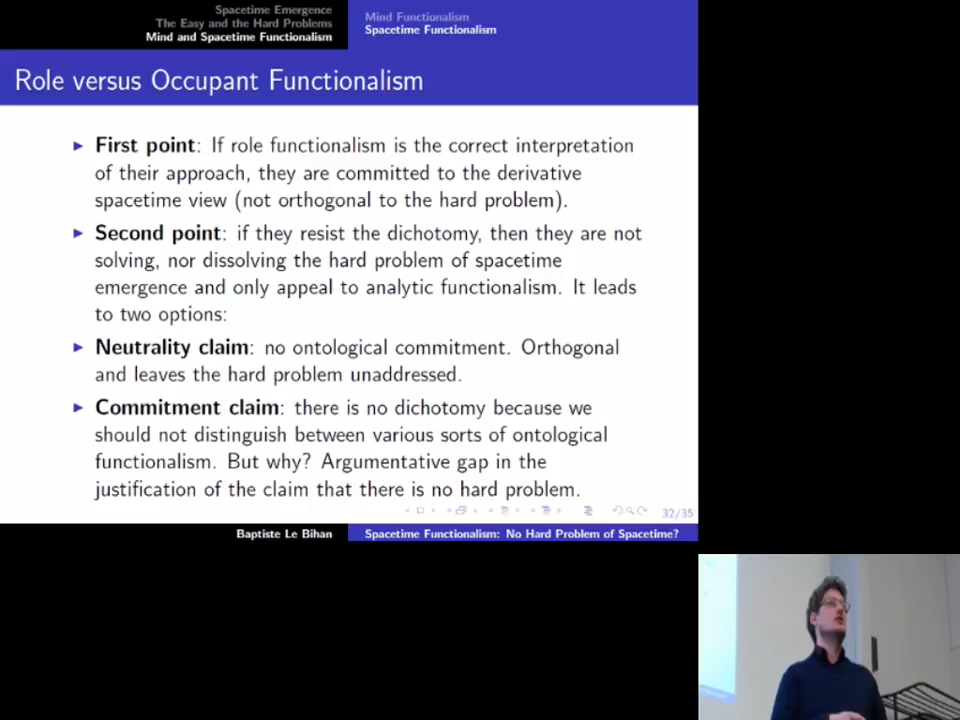 Spacetime Emergence
The Easy and the Hard Problems
Mind and Spacetime Functionalism
Mind Functionalism
Spacetime Functionalism
Role versus Occupant Functionalism
First point: If role functionalism is the correct interpretation
of their approach, they are committed to the derivative
spacetime view (not orthogonal to the hard problem).
Second point: if they resist the dichotomy, then they are not
solving, nor dissolving the hard problem of spacetime
emergence and only appeal to analytic functionalism. It leads
to two options:
Neutrality claim: no ontological commitment. Orthogonal
and leaves the hard problem unaddressed.
Commitment claim: there is no dichotomy because we
should not distinguish between various sorts of ontological
functionalism. But why? Argumentative gap in the
justification of the claim that there is no hard problem.
32/35
Baptiste Le Bihan
Spacetime Functionalism: No Hard Problem of Spacetime?